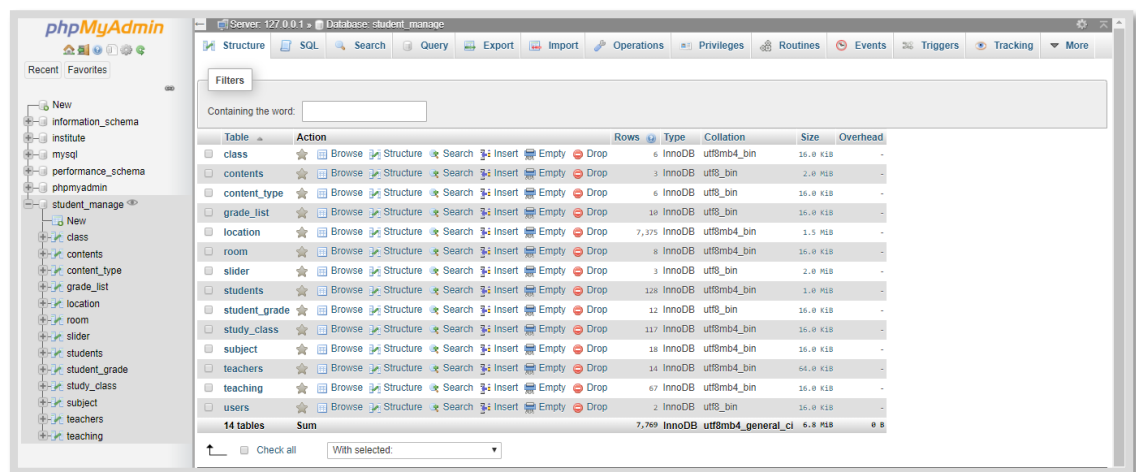 phpMyAdmin
Recent Favorites
New
information_schema
institute
mysql
performance_schema
phpmyadmin
student_manage
New
class
contents
content_type
grade_list
location
room
slider
students
student_grade
study_class
subject
teachers
teaching
Server: 127.0.0.1 » Database: student_manage
Structure SQL Search Query Export Import Operations Privileges Routines Events Triggers Tracking More
Filters
Containing the word:
Table Action Rows Type Collation Size Overhead
class Browse Structure Search Insert Empty Drop 6 InnoDB utf8mb4_bin 16.0 KiB -
contents Browse Structure Search Insert Empty Drop 3 InnoDB utf8_bin 2.0 MiB -
content_type Browse Structure Search Insert Empty Drop 6 InnoDB utf8_bin 16.0 KiB -
grade_list Browse Structure Search Insert Empty Drop 10 InnoDB utf8_bin 16.0 KiB -
location Browse Structure Search Insert Empty Drop 7,375 InnoDB utf8mb4_bin 1.5 MiB -
room Browse Structure Search Insert Empty Drop 8 InnoDB utf8mb4_bin 16.0 KiB -
slider Browse Structure Search Insert Empty Drop 3 InnoDB utf8_bin 2.0 MiB -
students Browse Structure Search Insert Empty Drop 128 InnoDB utf8mb4_bin 1.0 MiB -
student_grade Browse Structure Search Insert Empty Drop 12 InnoDB utf8_bin 16.0 KiB -
study_class Browse Structure Search Insert Empty Drop 117 InnoDB utf8mb4_bin 16.0 KiB -
subject Browse Structure Search Insert Empty Drop 18 InnoDB utf8mb4_bin 16.0 KiB -
teachers Browse Structure Search Insert Empty Drop 14 InnoDB utf8mb4_bin 64.0 KiB -
teaching Browse Structure Search Insert Empty Drop 67 InnoDB utf8mb4_bin 16.0 KiB -
users Browse Structure Search Insert Empty Drop 2 InnoDB utf8_bin 16.0 KiB -
14 tables Sum 7,769 InnoDB utf8mb4_general_ci 6.8 MiB 0 B
Check all With selected: